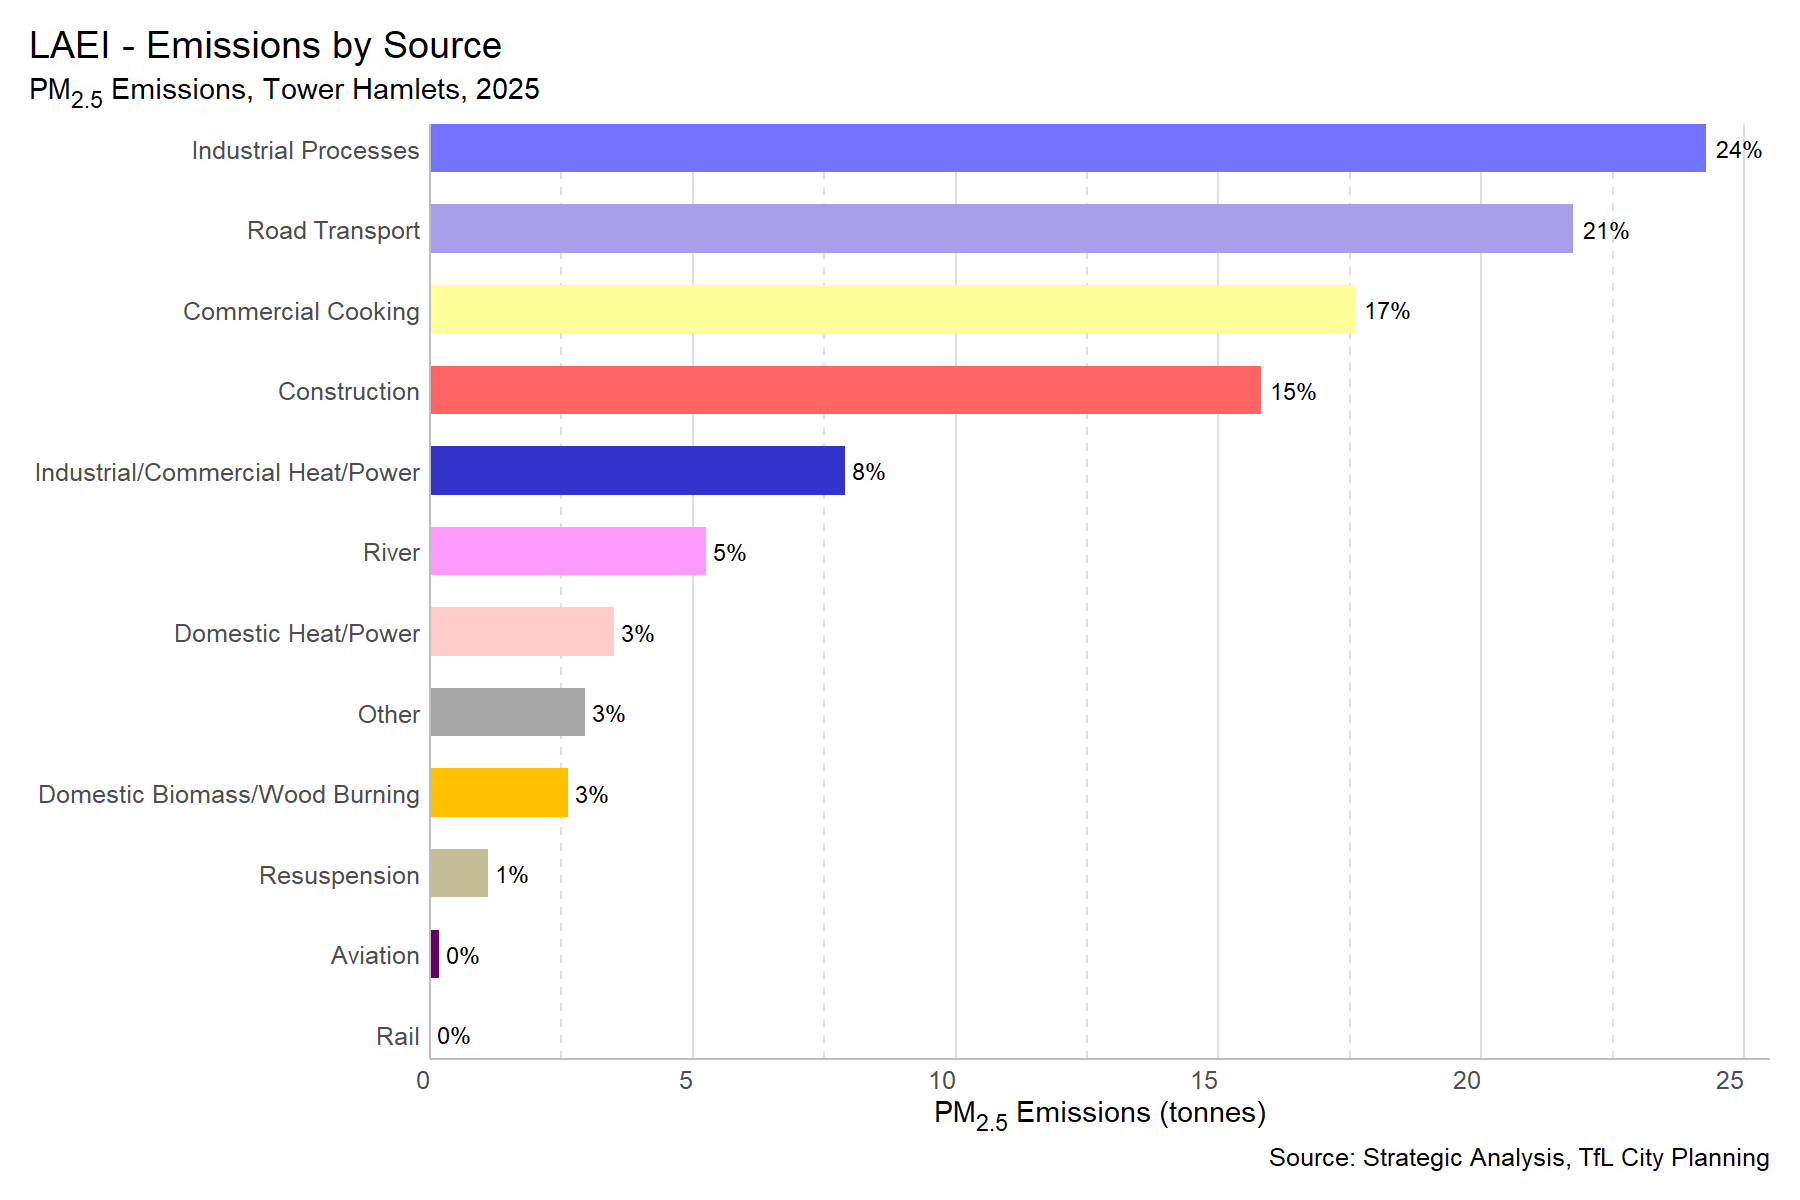 LAEI - Emissions by Source
PM2.5 Emissions, Tower Hamlets, 2025
Industrial Processes 24%
Road Transport 21%
Commercial Cooking 17%
Construction 15%
Industrial/Commercial Heat/Power 8%
River 5%
Domestic Heat/Power 3%
Other 3%
Domestic Biomass/Wood Burning 3%
Resuspension 1%
Aviation 0%
Rail 0%
0 5 10 15 20 25
PM2.5 Emissions (tonnes)
Source: Strategic Analysis, TfL City Planning